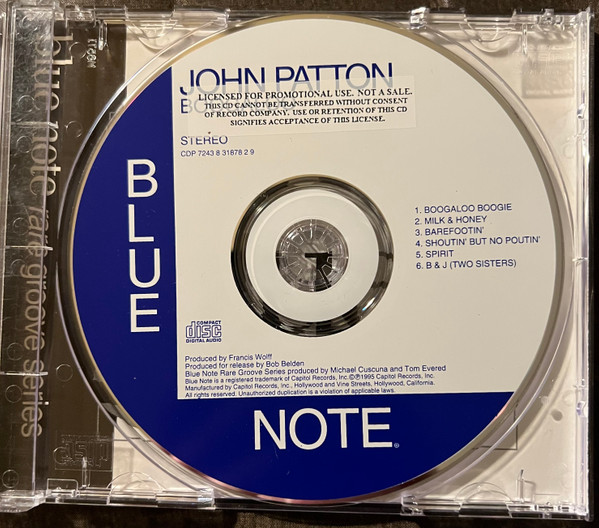 JOHN PATTON
LICENSED FOR PROMOTIONAL USE. NOT A SALE.
THIS CD CANNOT BE TRANSFERRED WITHOUT CONSENT
OF RECORD COMPANY. USE OR RETENTION OF THIS CD
SIGNIFIES ACCEPTANCE OF THIS LICENSE.
STEREO
CDP 7243 8 31878 2 9
BLUE
1. BOOGALOO BOOGIE
2. MILK & HONEY
3. BAREFOOTIN'
4. SHOUTIN' BUT NO POUTIN'
5. SPIRIT
6. B & J (TWO SISTERS)
COMPACT
disc
DIGITAL AUDIO
Produced by Francis Wolff
Produced for release by Bob Belden
Blue Note Rare Groove Series produced by Michael Cuscuna and Tom Evered
Blue Note is a registered trademark of Capitol Records, Inc. ©℗1995 Capitol Records, Inc.
Manufactured by Capitol Records, Inc., Hollywood and Vine Streets, Hollywood, California.
All rights reserved. Unauthorized duplication is a violation of applicable laws.
NOTE®
blue note rare groove series